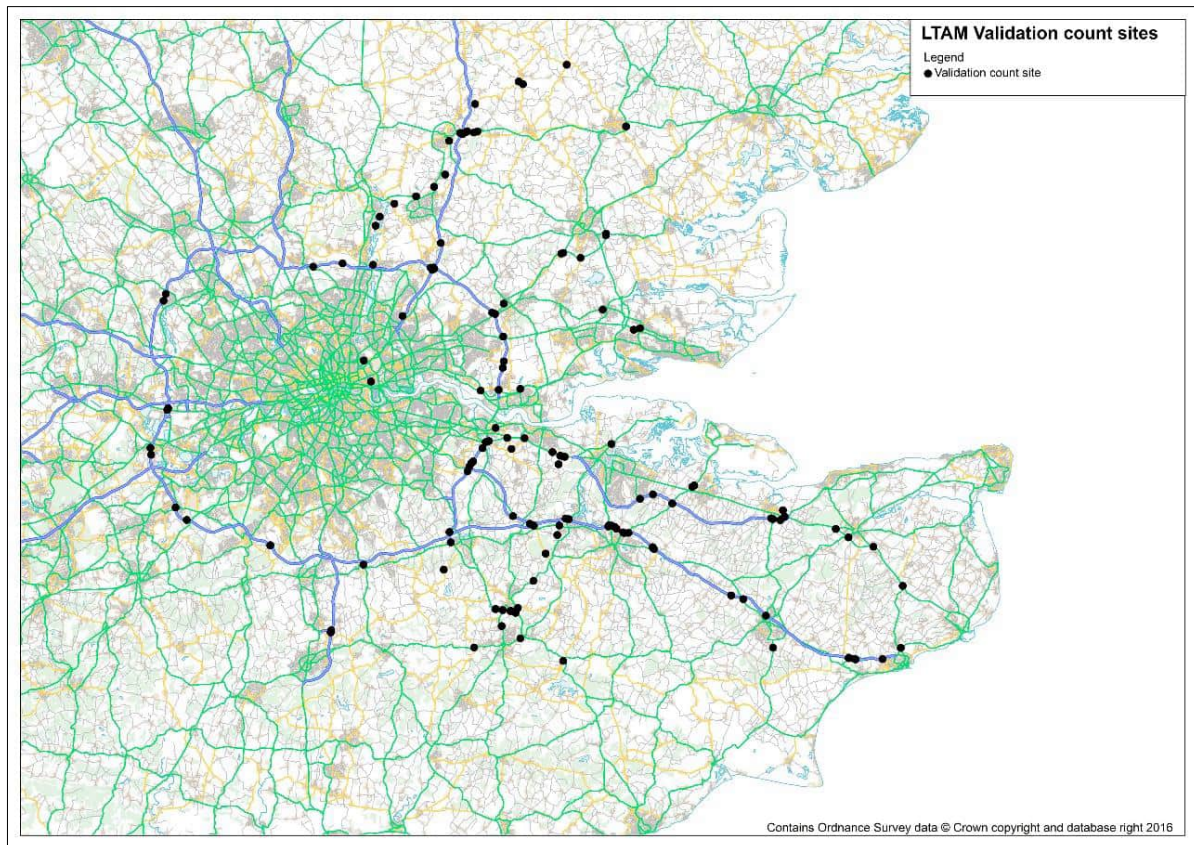 LTAM Validation count sites
Legend
Validation count site
Contains Ordnance Survey data © Crown copyright and database right 2016